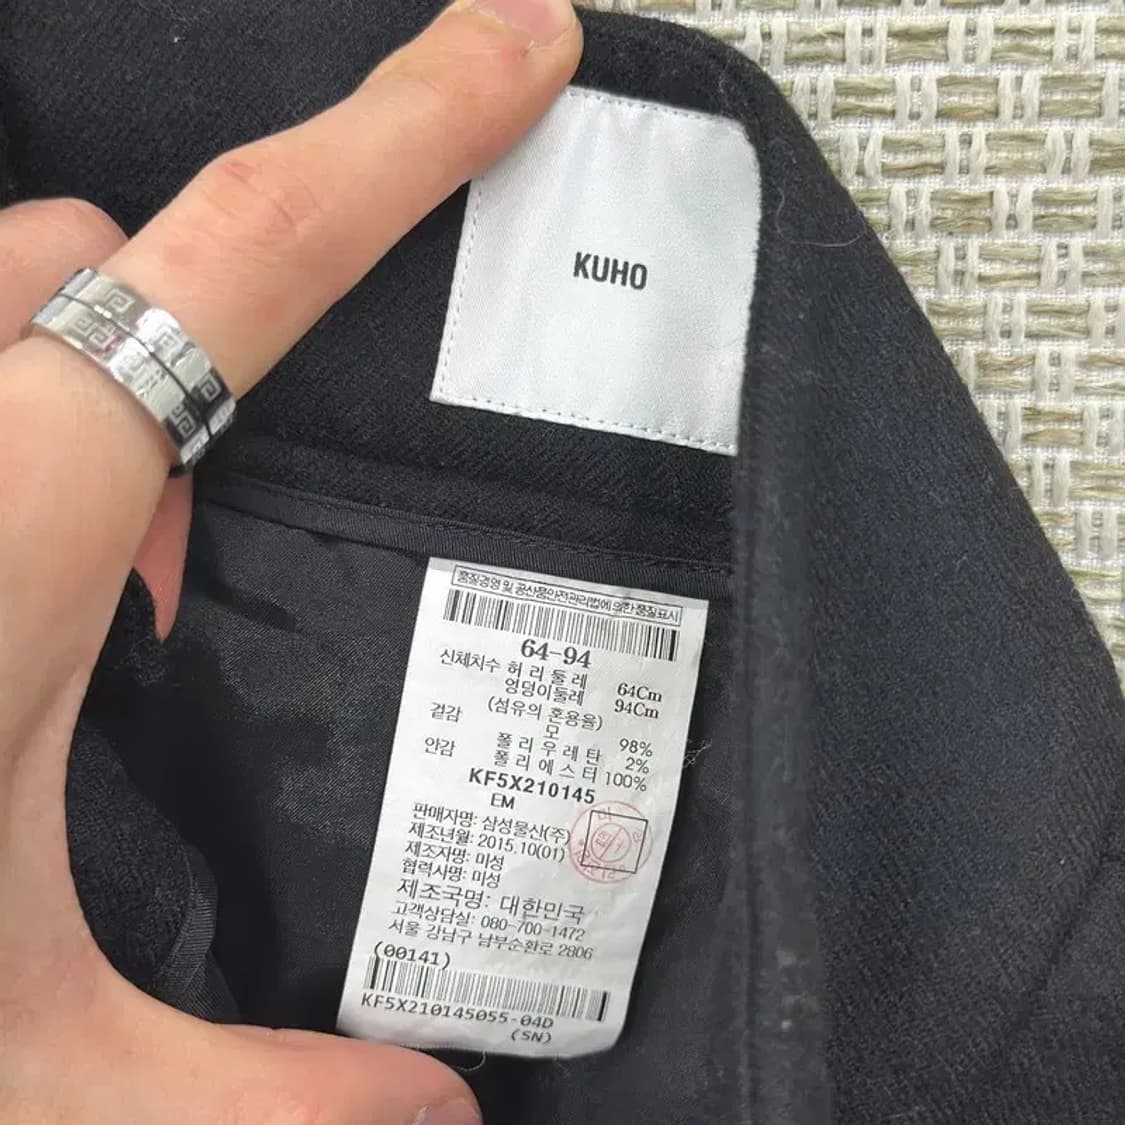 KUHO
품질경영 및 공산품안전관리법에 의한 품질표시
64-94
신체치수 허 리 둘 레 64Cm
엉덩이둘레 94Cm
(섬유의 혼용율)
겉감 모 98%
폴 리 우 레 탄 2%
안감 폴 리 에 스 터 100%
KF5X210145
EM
판매자명: 삼성물산(주)
제조년월: 2015.10(01)
제조자명: 미성
협력사명: 미성
제조국명: 대한민국
고객상담실: 080-700-1472
서울 강남구 남부순환로 2806
(00141)
KF5X210145055-04D
(SN)